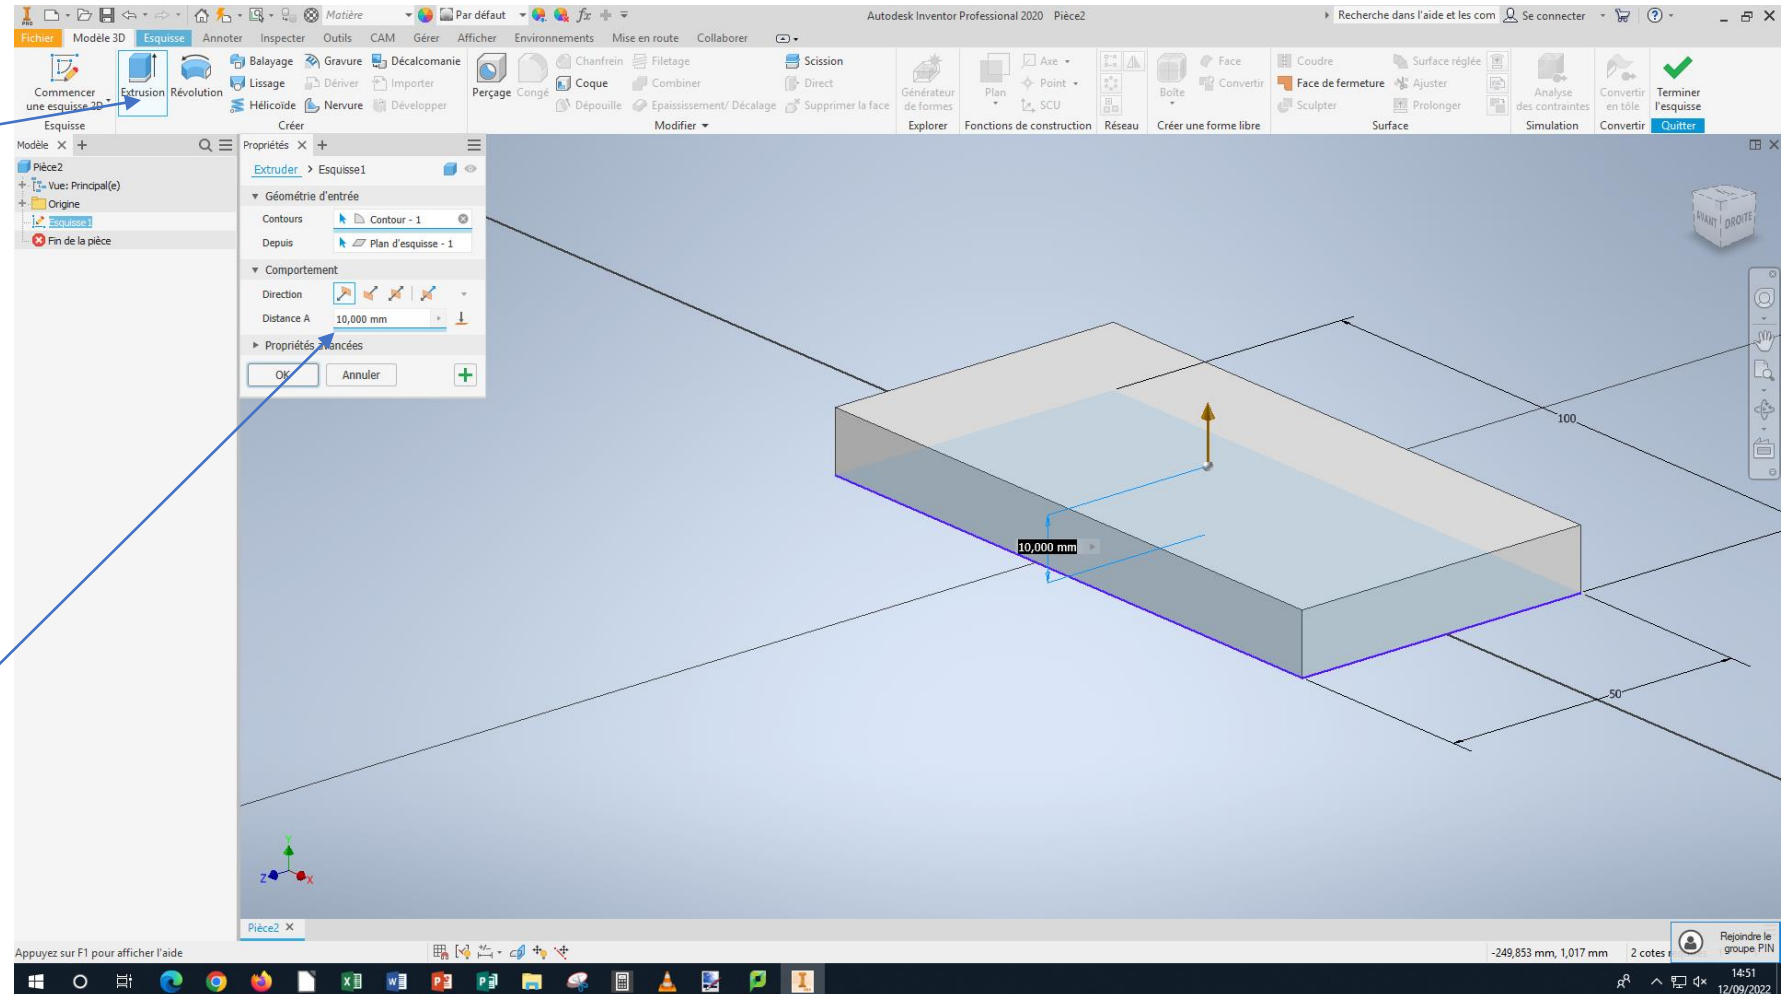 PRO Matière Par défaut fx Autodesk Inventor Professional 2020 Pièce2 Recherche dans l'aide et les com Se connecter
Fichier Modèle 3D Esquisse Annoter Inspecter Outils CAM Gérer Afficher Environnements Mise en route Collaborer
Balayage Gravure Décalcomanie Chanfrein Filetage Scission Axe Face Coudre Surface réglée
Lissage Dériver Importer Coque Combiner Direct Point Convertir Face de fermeture Ajuster
Commencer une esquisse 2D Extrusion Révolution Perçage Congé Générateur de formes Plan Boîte Analyse des contraintes Convertir en tôle Terminer l'esquisse
Hélicoïde Nervure Développer Dépouille Epaississement/ Décalage Supprimer la face SCU Sculpter Prolonger
Esquisse Créer Modifier Explorer Fonctions de construction Réseau Créer une forme libre Surface Simulation Convertir Quitter
Modèle × + Propriétés × +
Pièce2
Vue: Principal(e)
Origine
Esquisse1
Fin de la pièce
Extruder > Esquisse1
Géométrie d'entrée
Contours Contour - 1
Depuis Plan d'esquisse - 1
Comportement
Direction
Distance A 10,000 mm
Propriétés avancées
OK Annuler
AVANT DROITE
100
10,000 mm
50
Y
Z X
Pièce2 ×
Appuyez sur F1 pour afficher l'aide -249,853 mm, 1,017 mm 2 cotes
Rejoindre le
groupe PIN
14:51
12/09/2022